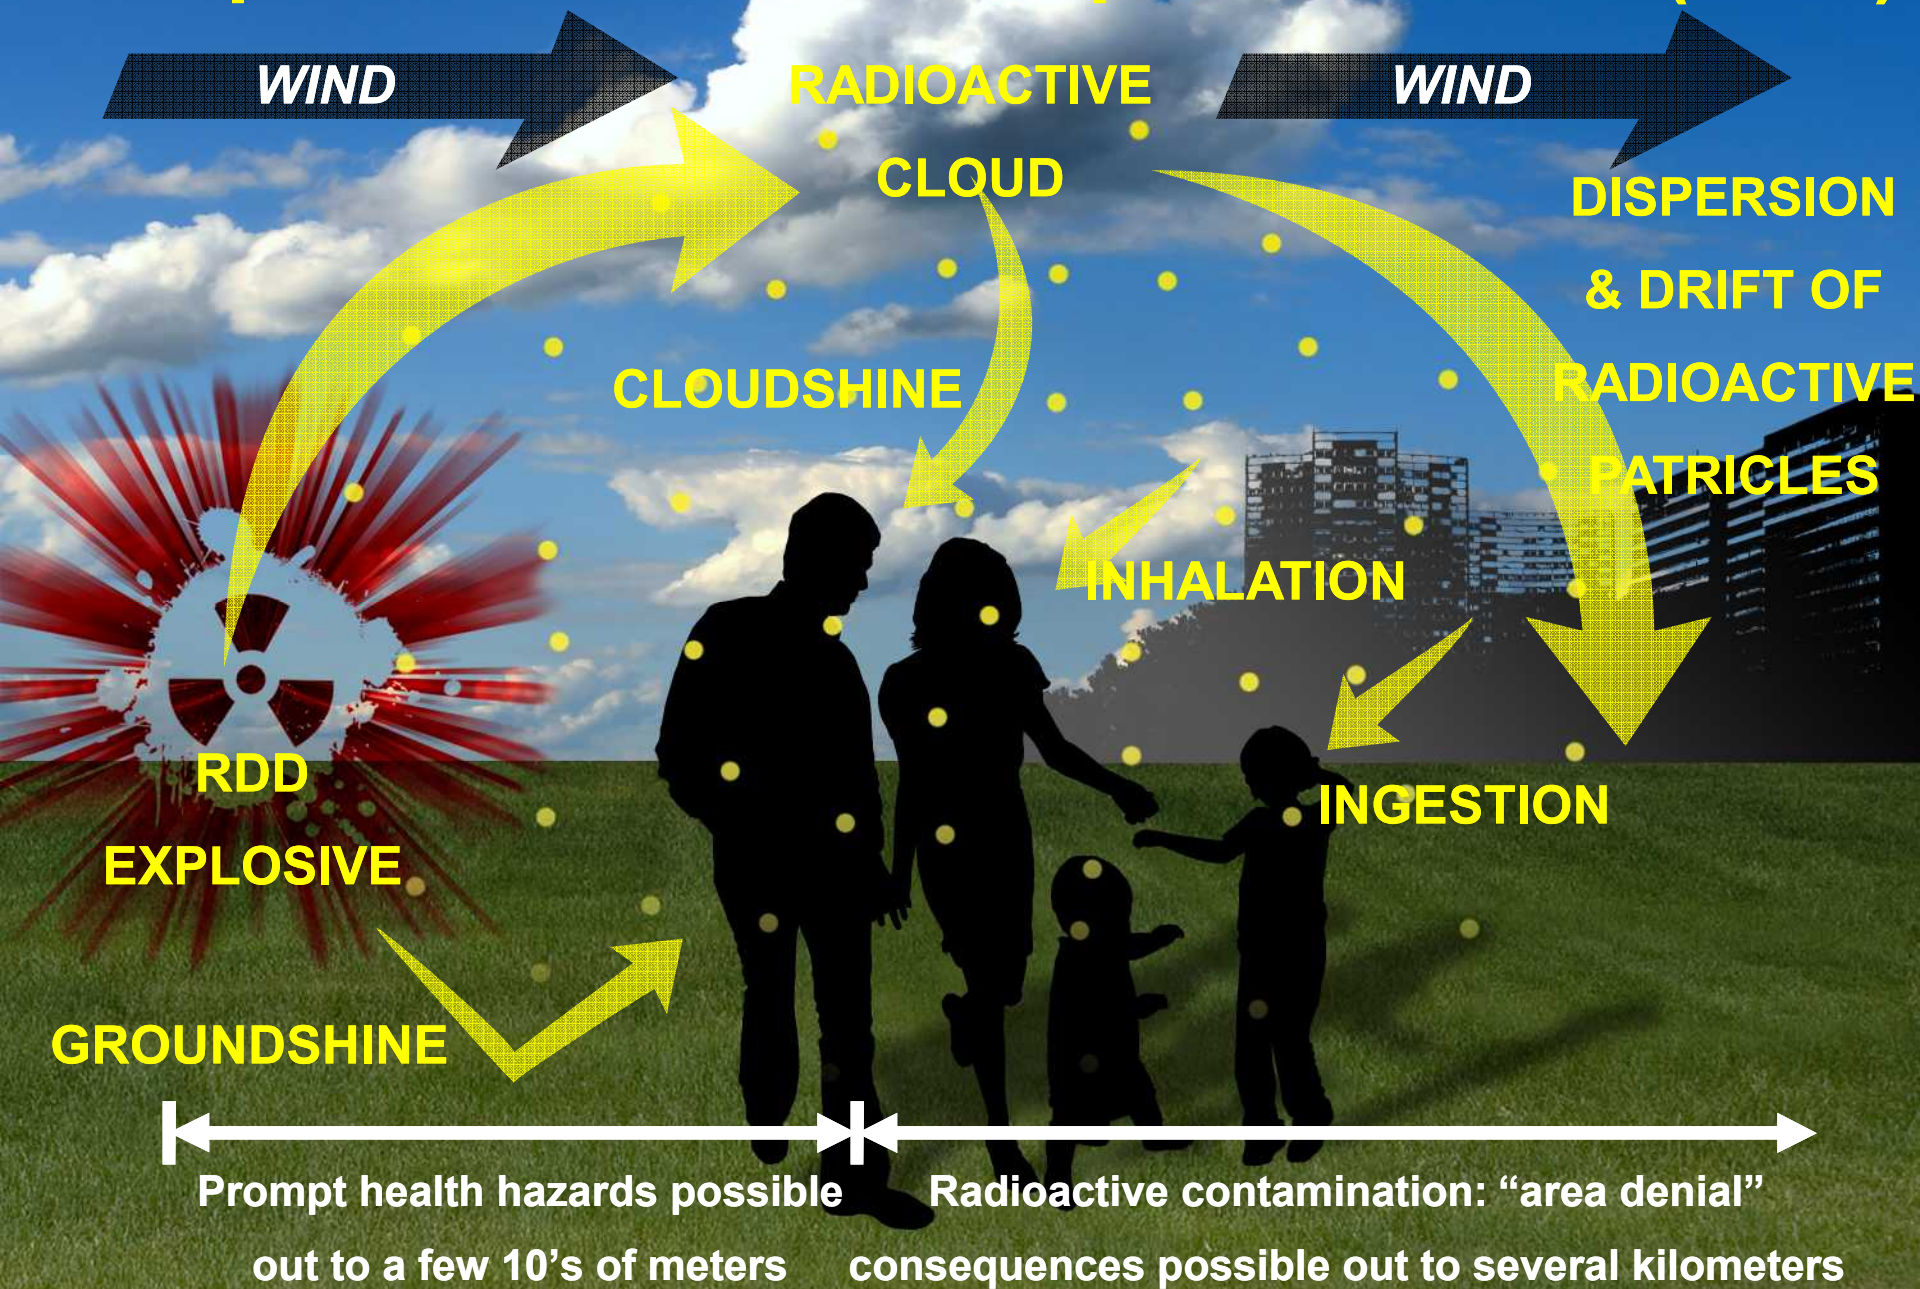 WIND
RADIOACTIVE
CLOUD
WIND
DISPERSION
& DRIFT OF
RADIOACTIVE
PATRICLES
CLOUDSHINE
INHALATION
INGESTION
RDD
EXPLOSIVE
GROUNDSHINE
Prompt health hazards possible
out to a few 10’s of meters
Radioactive contamination: “area denial”
consequences possible out to several kilometers